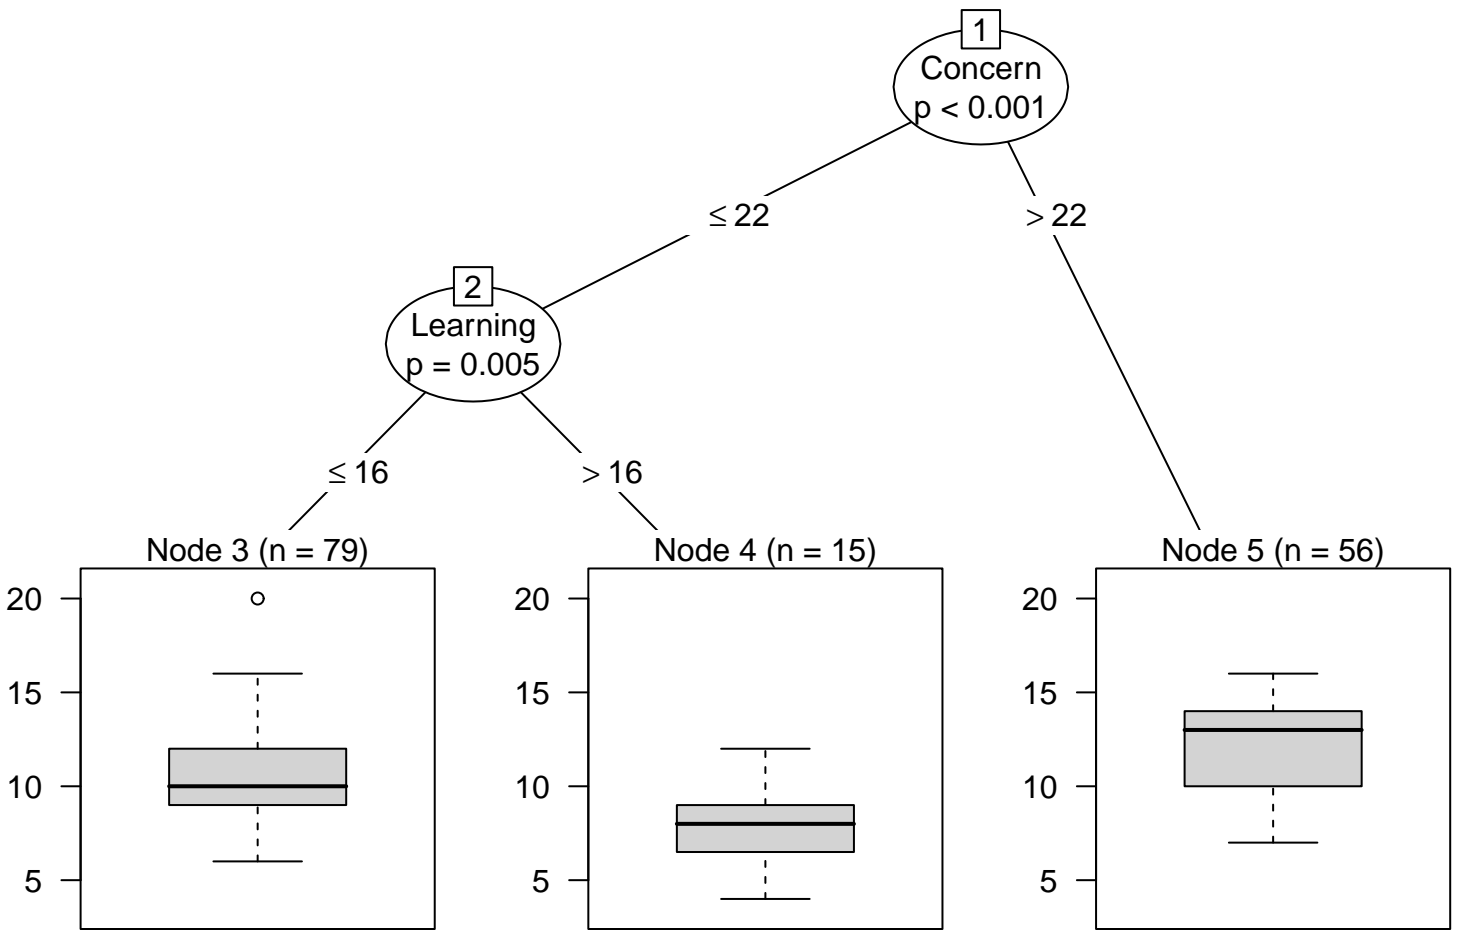 1
Concern
p < 0.001
≤ 22
> 22
2
Learning
p = 0.005
≤ 16
> 16
Node 3 (n = 79)
20
15
10
5
Node 4 (n = 15)
20
15
10
5
Node 5 (n = 56)
20
15
10
5